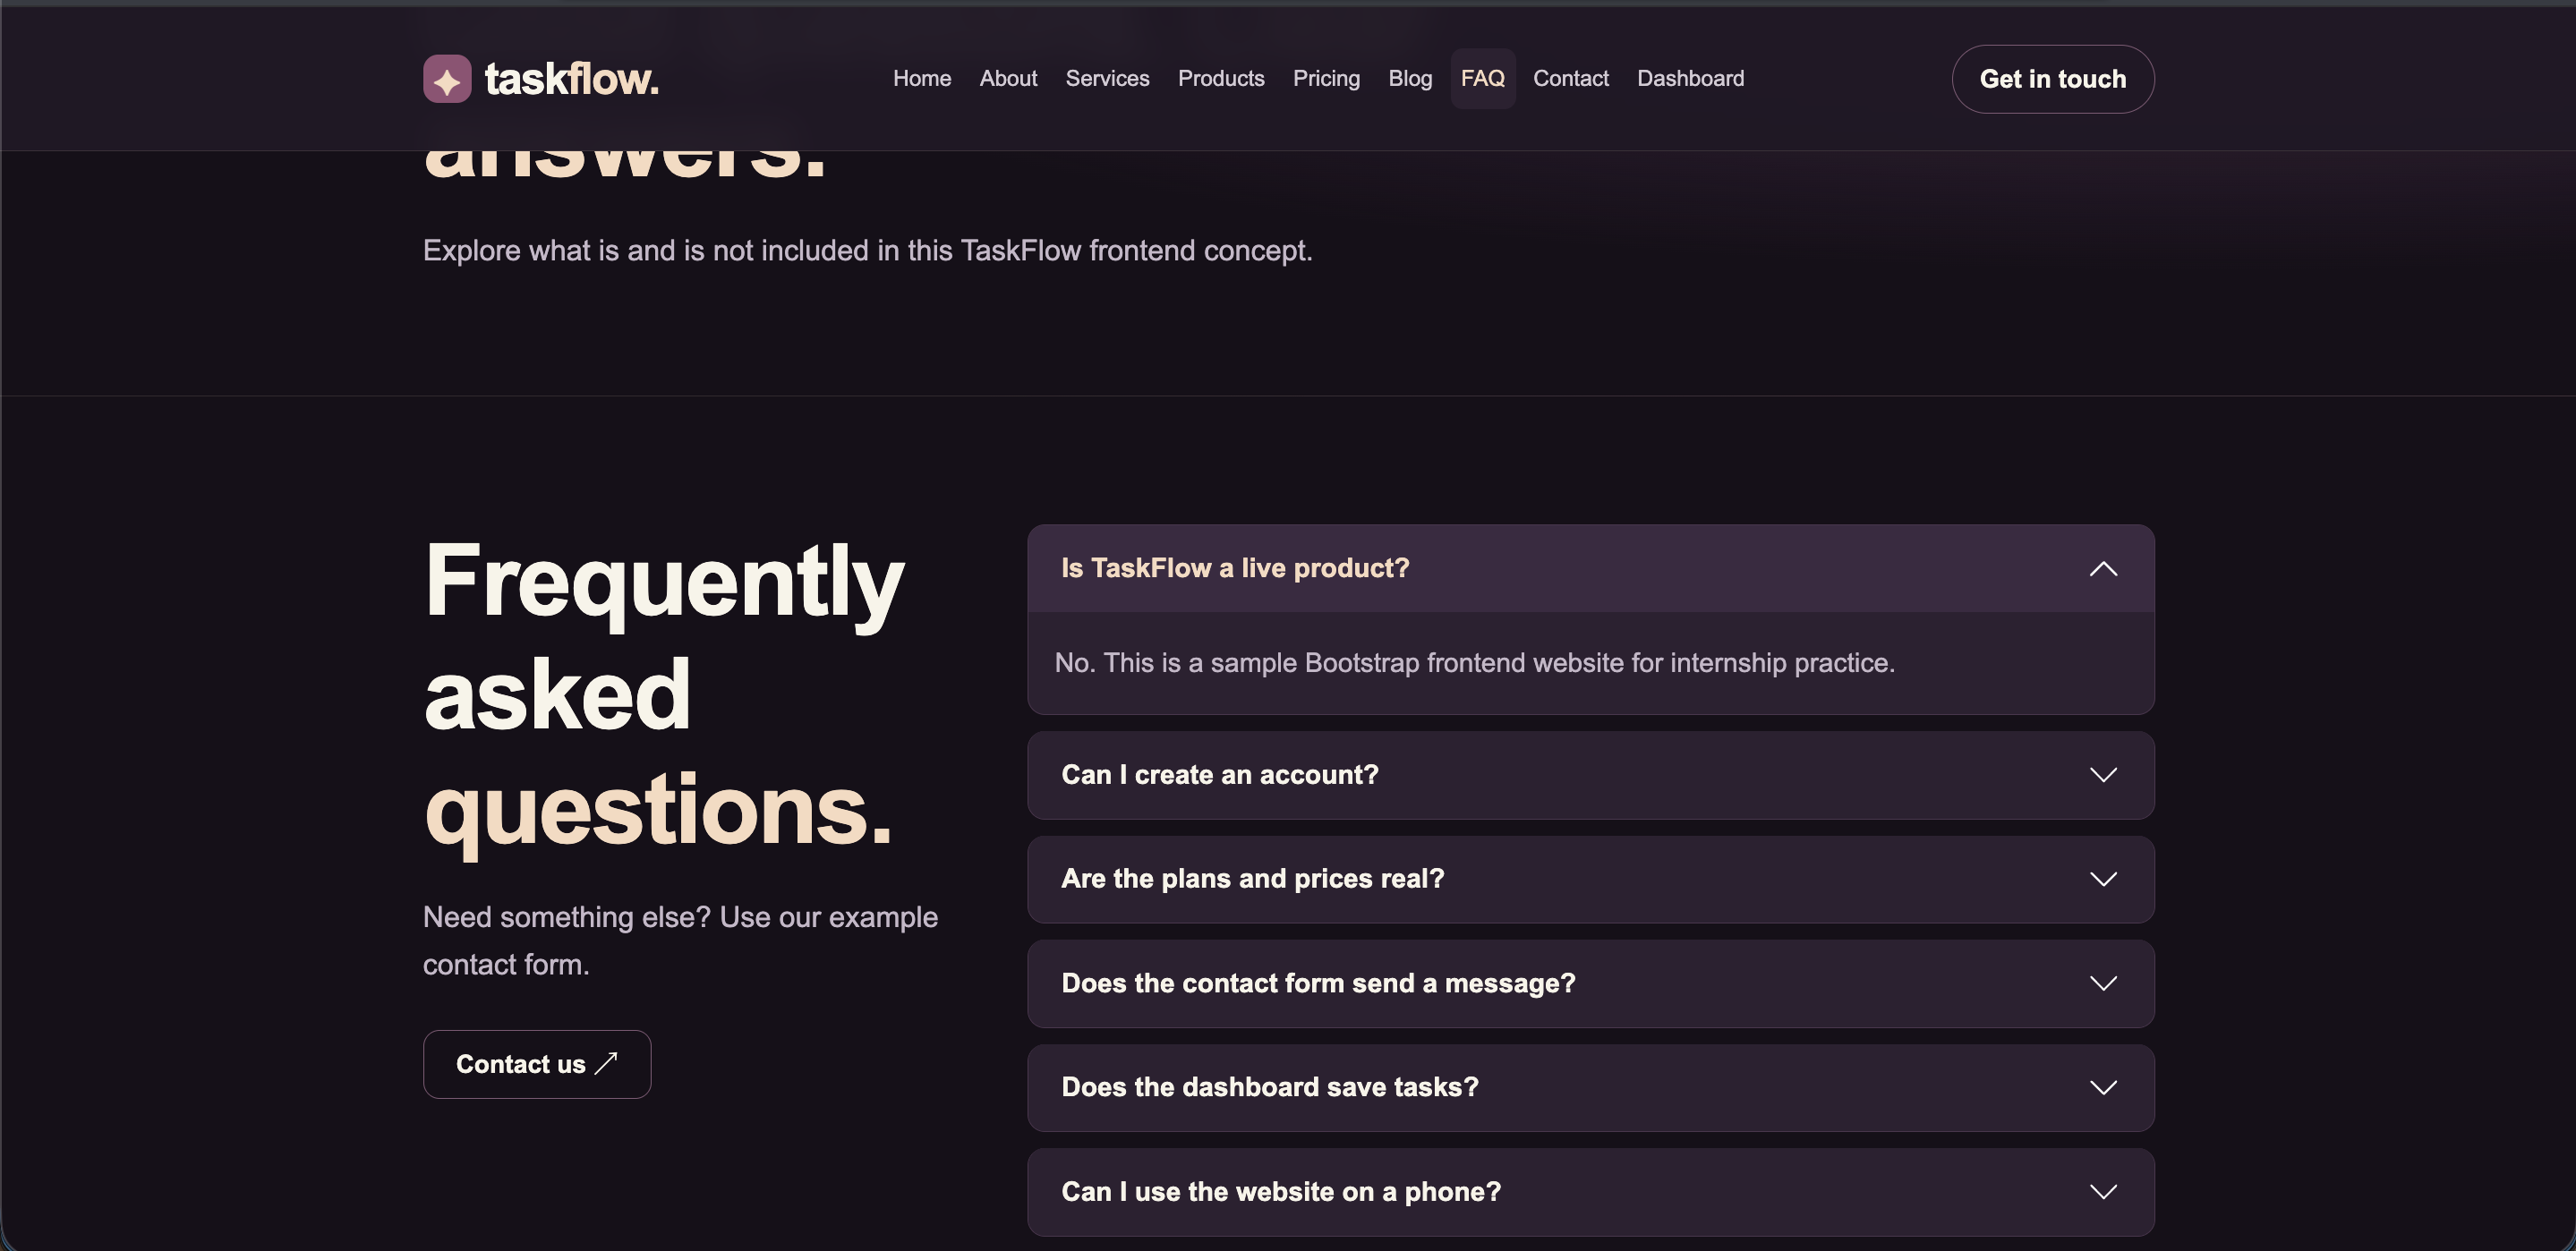 taskflow.
Home About Services Products Pricing Blog FAQ Contact Dashboard
Get in touch
answers.
Explore what is and is not included in this TaskFlow frontend concept.
Frequently
asked
questions.
Need something else? Use our example
contact form.
Contact us
Is TaskFlow a live product?
No. This is a sample Bootstrap frontend website for internship practice.
Can I create an account?
Are the plans and prices real?
Does the contact form send a message?
Does the dashboard save tasks?
Can I use the website on a phone?